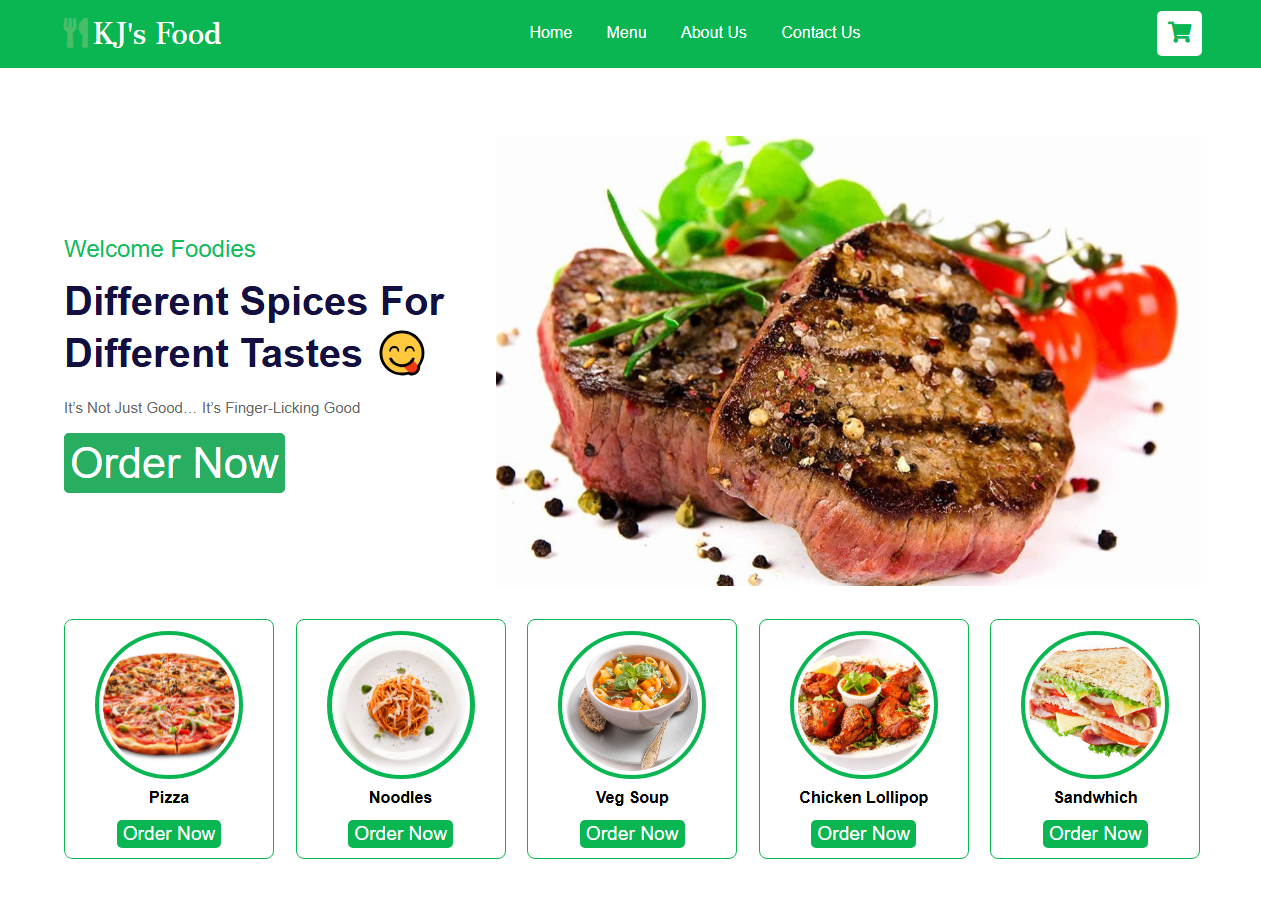 KJ's Food
Home Menu About Us Contact Us
Welcome Foodies
Different Spices For
Different Tastes 😋
It's Not Just Good… It's Finger-Licking Good
Order Now
Pizza
Order Now
Noodles
Order Now
Veg Soup
Order Now
Chicken Lollipop
Order Now
Sandwhich
Order Now